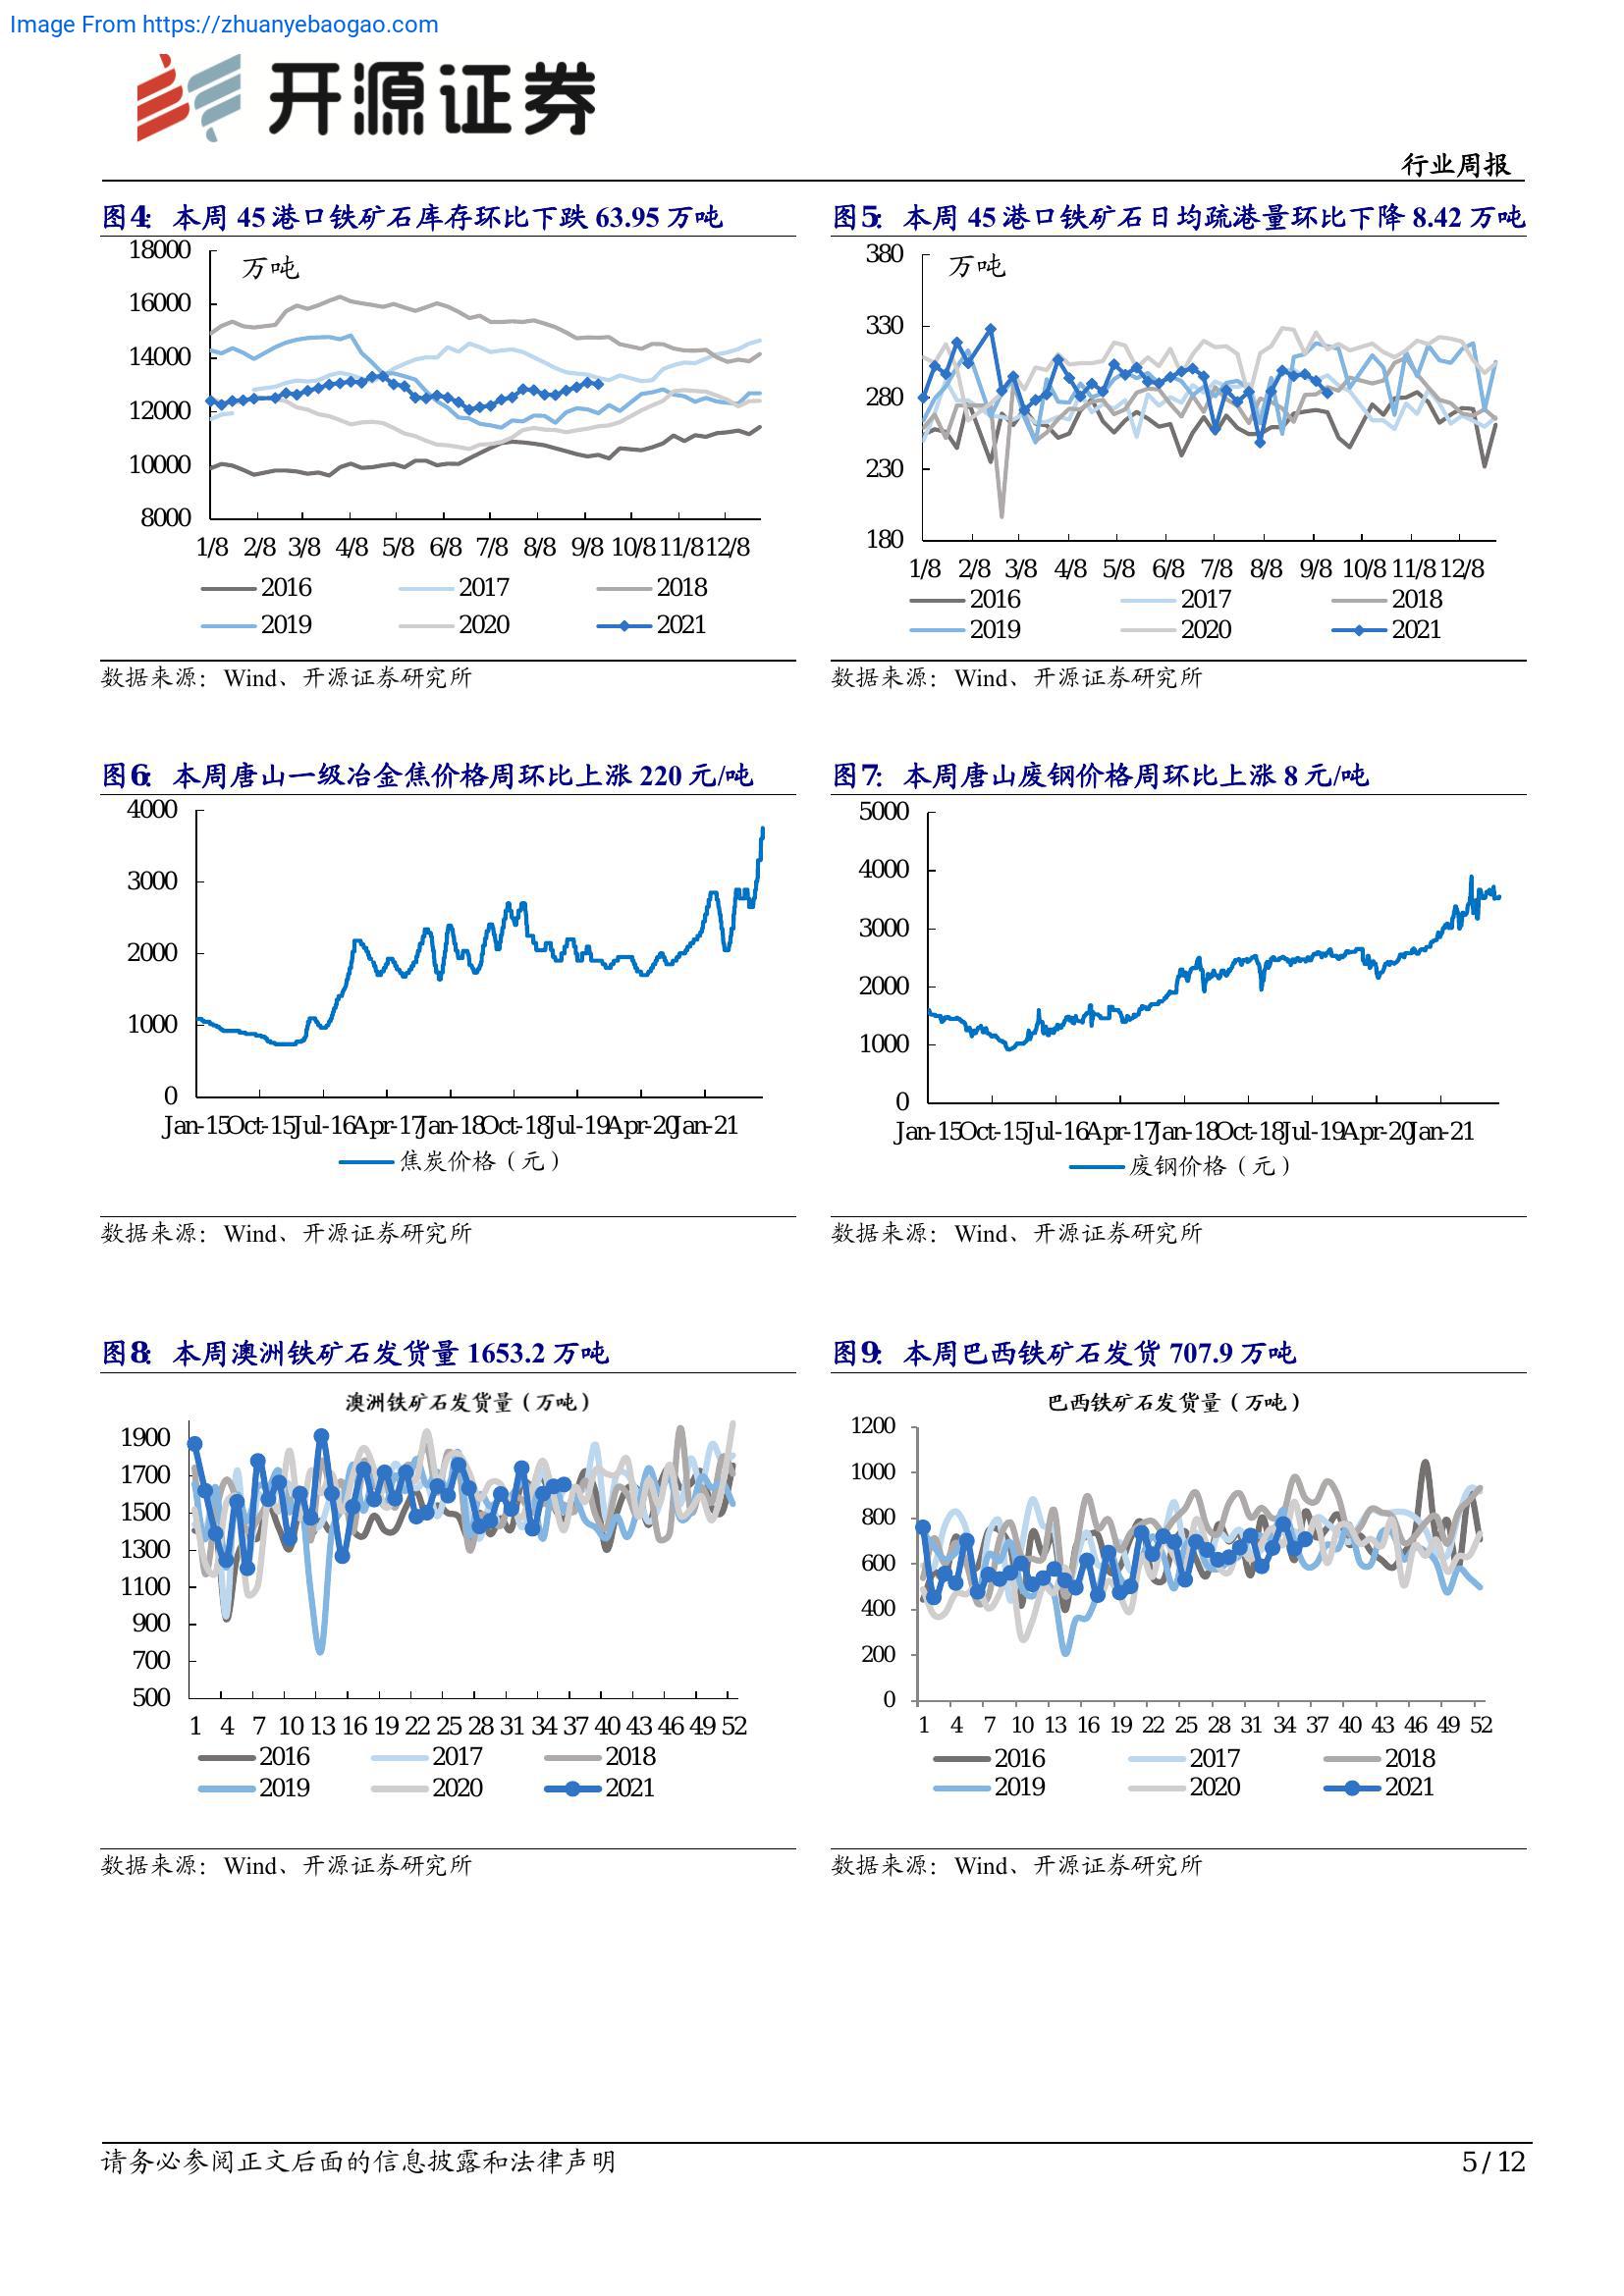 Image From https://zhuanyebaogao.com
开源证券
行业周报
图4： 本周 45 港口铁矿石库存环比下跌 63.95 万吨
18000
万吨
16000
14000
12000
10000
8000
1/8 2/8 3/8 4/8 5/8 6/8 7/8 8/8 9/8 10/8 11/8 12/8
2016 2017 2018
2019 2020 2021
数据来源：Wind、开源证券研究所
图5： 本周 45 港口铁矿石日均疏港量环比下降 8.42 万吨
380
万吨
330
280
230
180
1/8 2/8 3/8 4/8 5/8 6/8 7/8 8/8 9/8 10/8 11/8 12/8
2016 2017 2018
2019 2020 2021
数据来源：Wind、开源证券研究所
图6： 本周唐山一级冶金焦价格周环比上涨 220 元/吨
4000
3000
2000
1000
0
Jan-15 Oct-15 Jul-16 Apr-17 Jan-18 Oct-18 Jul-19 Apr-20 Jan-21
焦炭价格（元）
数据来源：Wind、开源证券研究所
图7： 本周唐山废钢价格周环比上涨 8 元/吨
5000
4000
3000
2000
1000
0
Jan-15 Oct-15 Jul-16 Apr-17 Jan-18 Oct-18 Jul-19 Apr-20 Jan-21
废钢价格（元）
数据来源：Wind、开源证券研究所
图8： 本周澳洲铁矿石发货量 1653.2 万吨
澳洲铁矿石发货量（万吨）
1900
1700
1500
1300
1100
900
700
500
1 4 7 10 13 16 19 22 25 28 31 34 37 40 43 46 49 52
2016 2017 2018
2019 2020 2021
数据来源：Wind、开源证券研究所
图9： 本周巴西铁矿石发货 707.9 万吨
巴西铁矿石发货量（万吨）
1200
1000
800
600
400
200
0
1 4 7 10 13 16 19 22 25 28 31 34 37 40 43 46 49 52
2016 2017 2018
2019 2020 2021
数据来源：Wind、开源证券研究所
请务必参阅正文后面的信息披露和法律声明
5 / 12